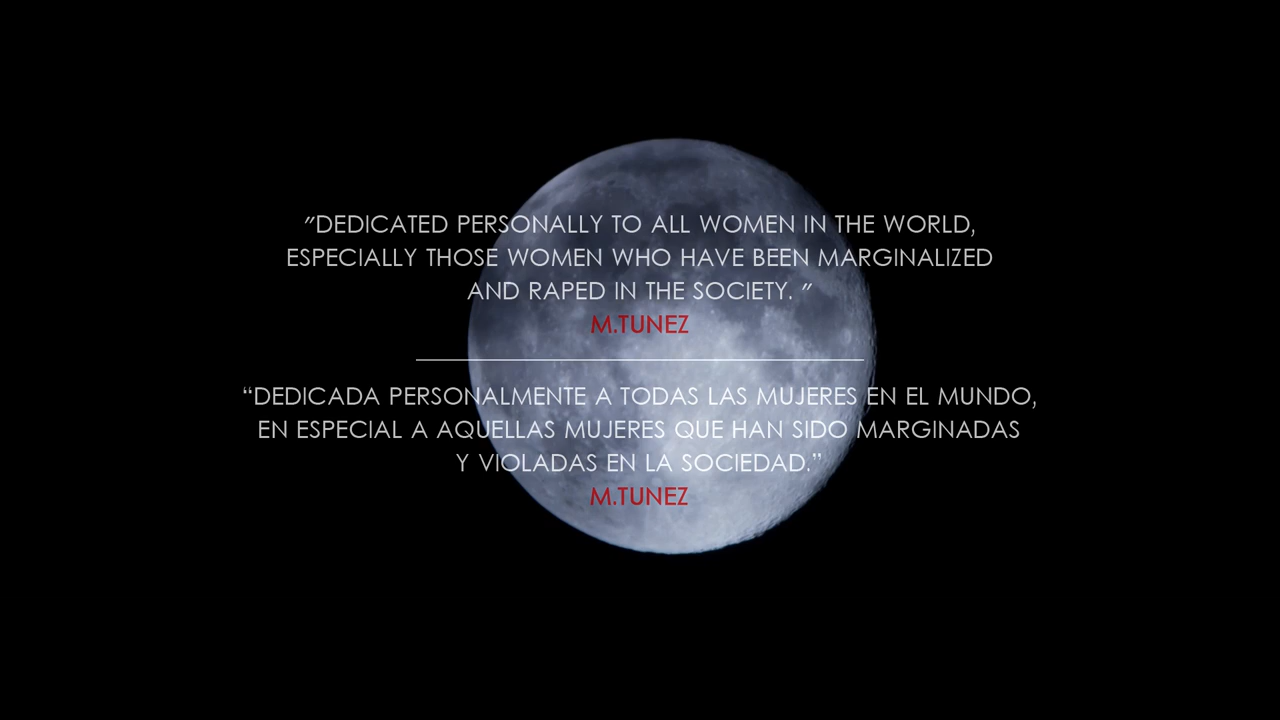 "DEDICATED PERSONALLY TO ALL WOMEN IN THE WORLD,
ESPECIALLY THOSE WOMEN WHO HAVE BEEN MARGINALIZED
AND RAPED IN THE SOCIETY. "
M.TUNEZ
“DEDICADA PERSONALMENTE A TODAS LAS MUJERES EN EL MUNDO,
EN ESPECIAL A AQUELLAS MUJERES QUE HAN SIDO MARGINADAS
Y VIOLADAS EN LA SOCIEDAD.”
M.TUNEZ